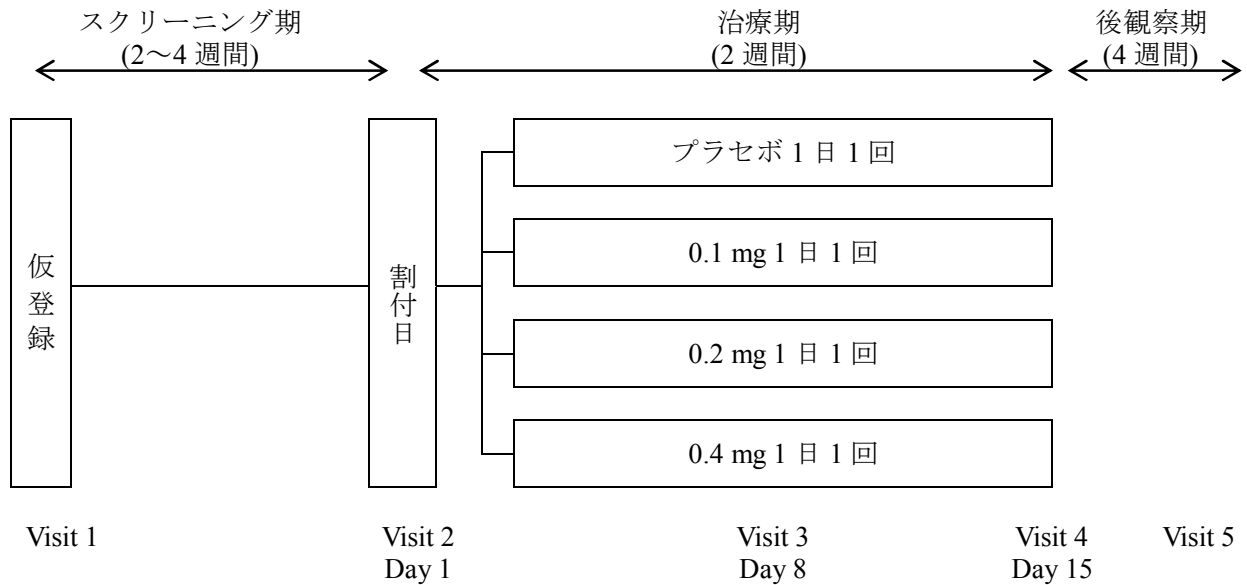 スクリーニング期
(2～4 週間)
治療期
(2 週間)
後観察期
(4 週間)
仮登録
割付日
プラセボ 1 日 1 回
0.1 mg 1 日 1 回
0.2 mg 1 日 1 回
0.4 mg 1 日 1 回
Visit 1
Visit 2
Day 1
Visit 3
Day 8
Visit 4
Day 15
Visit 5